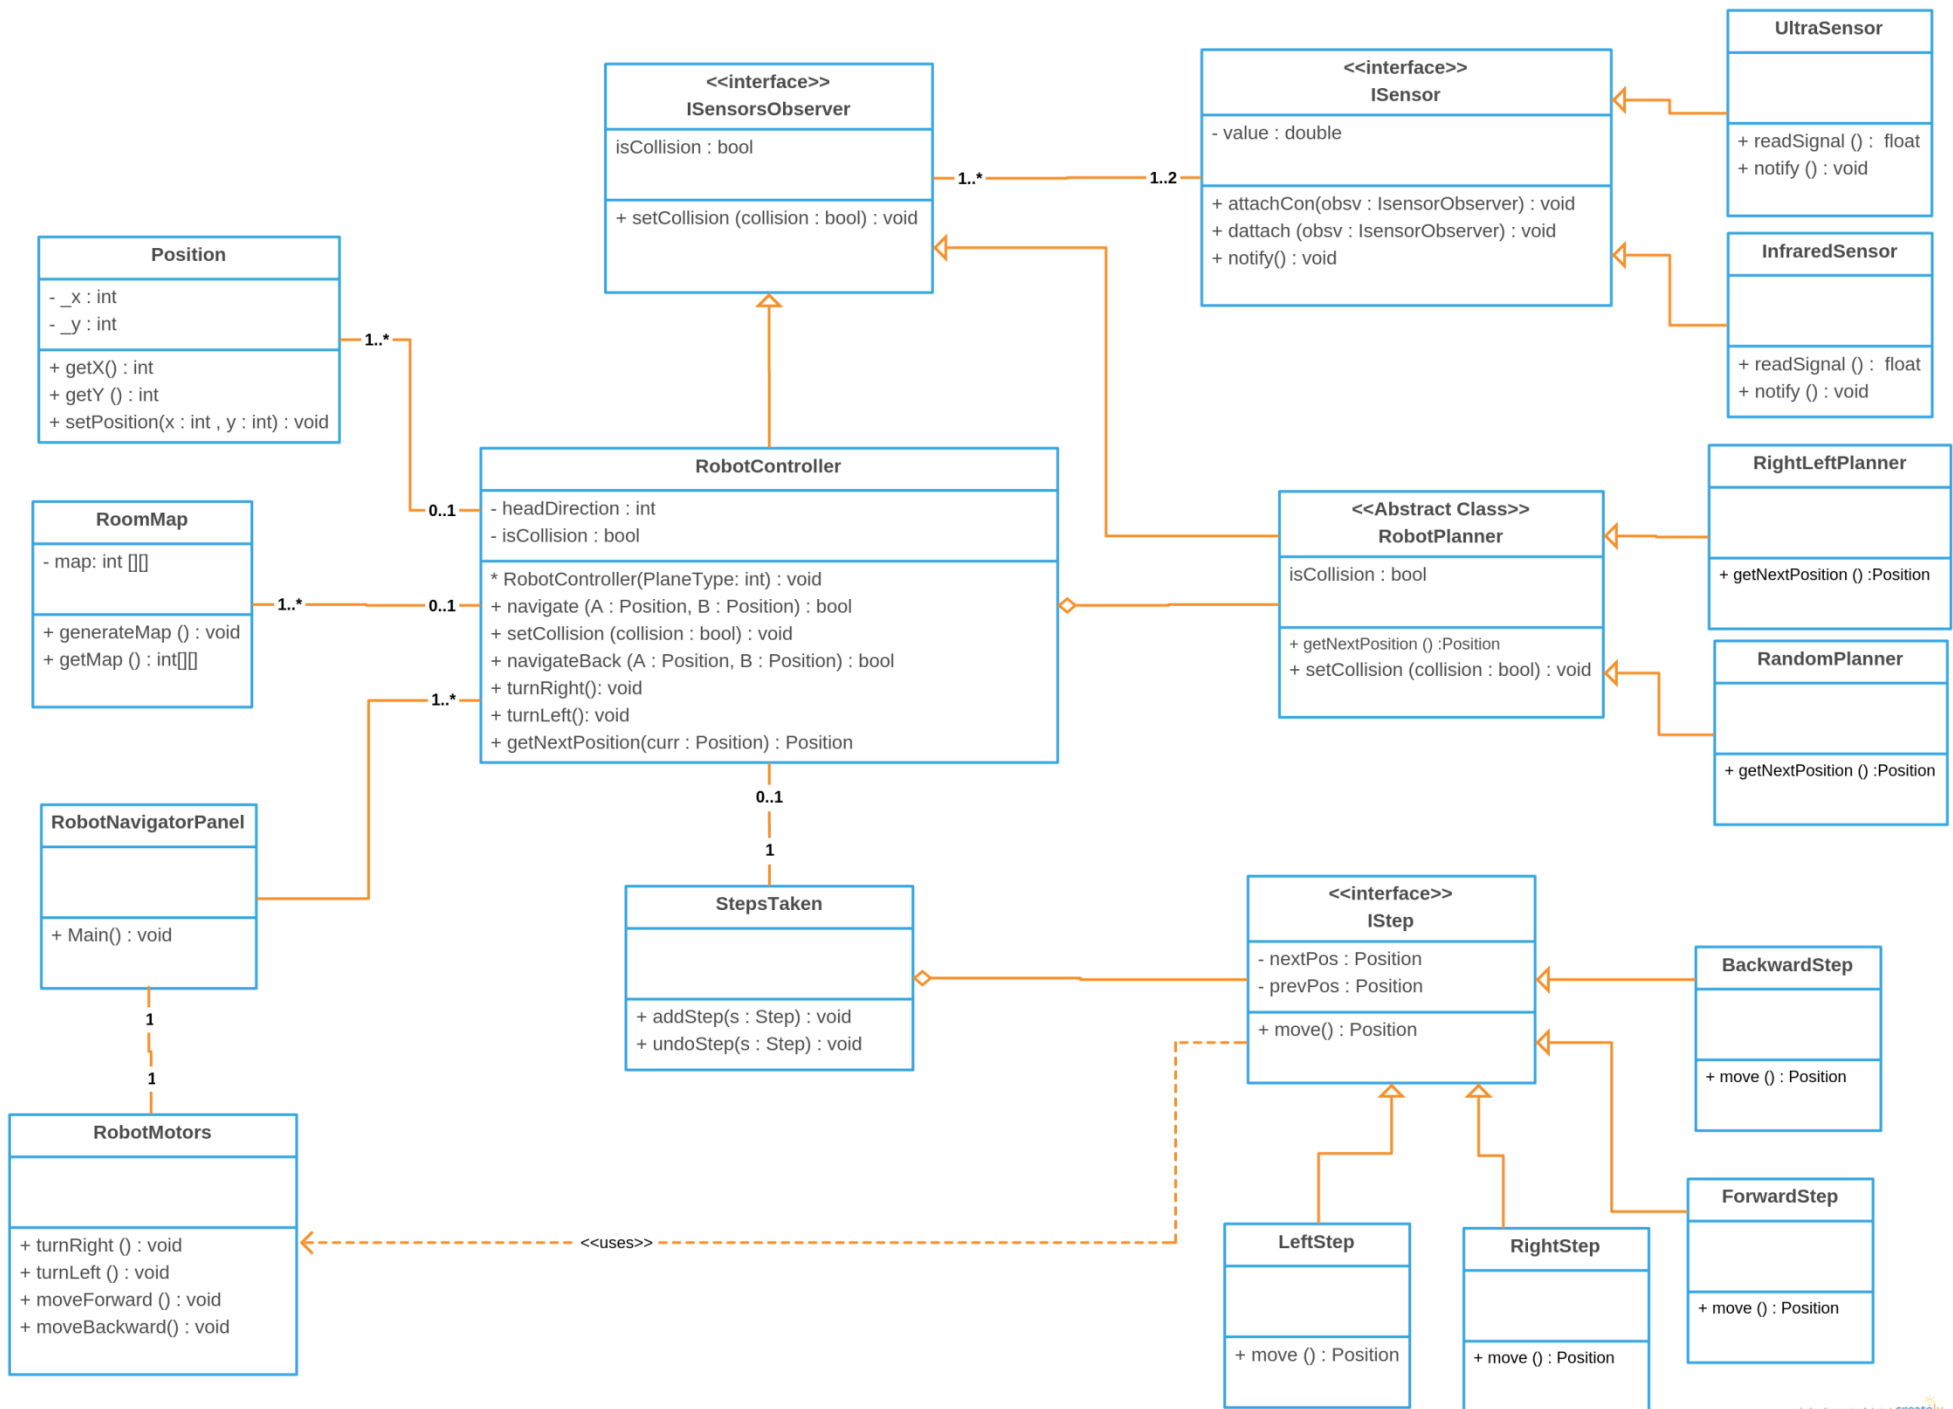 UltraSensor
+ readSignal () :  float
+ notify () : void
<<interface>>
ISensorsObserver
isCollision : bool
+ setCollision (collision : bool) : void
<<interface>>
ISensor
- value : double
+ attachCon(obsv : IsensorObserver) : void
+ dattach (obsv : IsensorObserver) : void
+ notify() : void
1..*
1..2
InfraredSensor
+ readSignal () :  float
+ notify () : void
Position
- _x : int
- _y : int
+ getX() : int
+ getY () : int
+ setPosition(x : int , y : int) : void
1..*
0..1
RobotController
- headDirection : int
- isCollision : bool
* RobotController(PlaneType: int) : void
+ navigate (A : Position, B : Position) : bool
+ setCollision (collision : bool) : void
+ navigateBack (A : Position, B : Position) : bool
+ turnRight(): void
+ turnLeft(): void
+ getNextPosition(curr : Position) : Position
RoomMap
- map: int [][]
+ generateMap () : void
+ getMap () : int[][]
1..*
0..1
1..*
<<Abstract Class>>
RobotPlanner
isCollision : bool
+ getNextPosition () :Position
+ setCollision (collision : bool) : void
RightLeftPlanner
+ getNextPosition () :Position
RandomPlanner
+ getNextPosition () :Position
RobotNavigatorPanel
+ Main() : void
0..1
1
StepsTaken
+ addStep(s : Step) : void
+ undoStep(s : Step) : void
<<interface>>
IStep
- nextPos : Position
- prevPos : Position
+ move() : Position
BackwardStep
+ move () : Position
1
1
RobotMotors
+ turnRight () : void
+ turnLeft () : void
+ moveForward () : void
+ moveBackward() : void
<<uses>>
LeftStep
+ move () : Position
RightStep
+ move () : Position
ForwardStep
+ move () : Position